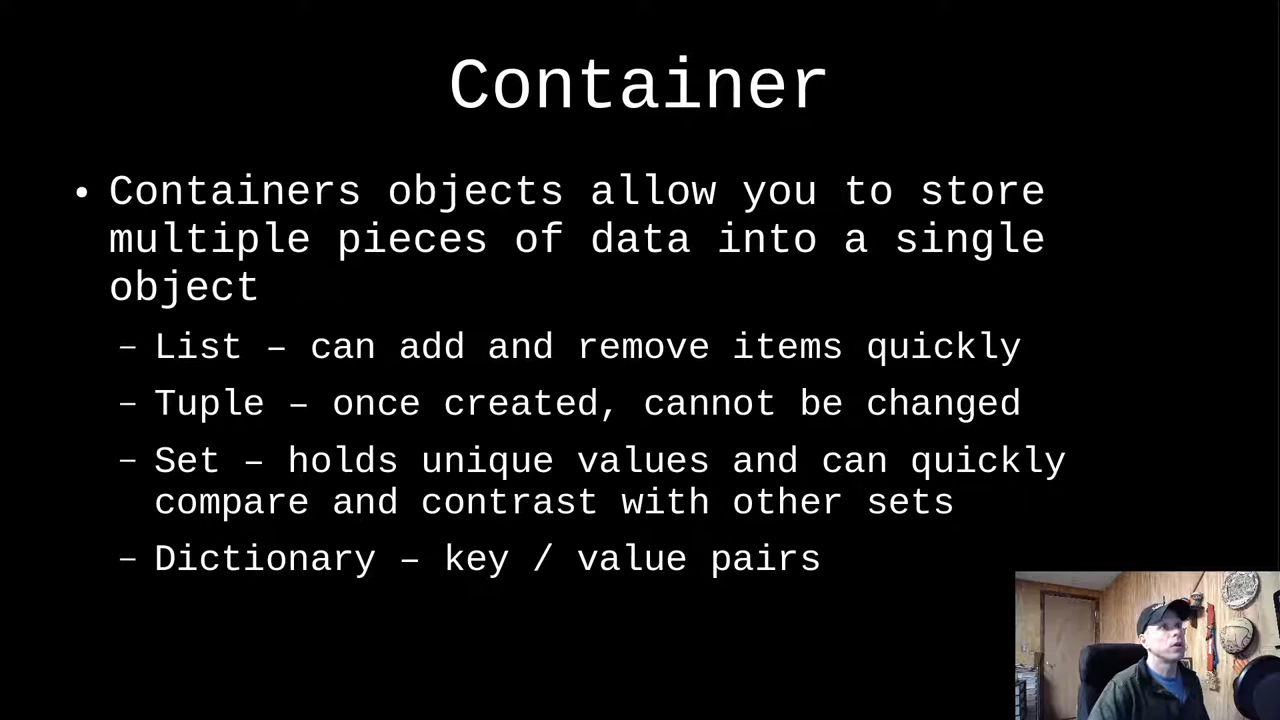 Container
• Containers objects allow you to store
multiple pieces of data into a single
object
– List – can add and remove items quickly
– Tuple – once created, cannot be changed
– Set – holds unique values and can quickly
compare and contrast with other sets
– Dictionary – key / value pairs